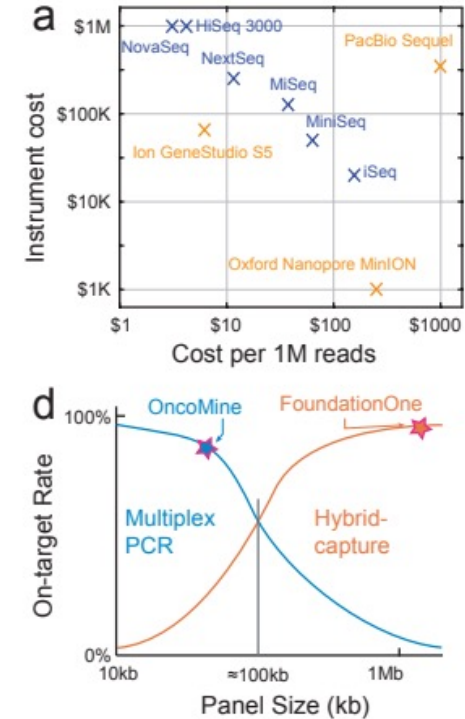 a
$1M
HiSeq 3000
NovaSeq
PacBio Sequel
NextSeq
MiSeq
$100K
MiniSeq
Ion GeneStudio S5
iSeq
$10K
Oxford Nanopore MinION
$1K
Instrument cost
$1 $10 $100 $1000
Cost per 1M reads
d
100%
OncoMine
FoundationOne
Multiplex
PCR
Hybrid-
capture
On-target Rate
0%
10kb ≈100kb 1Mb
Panel Size (kb)